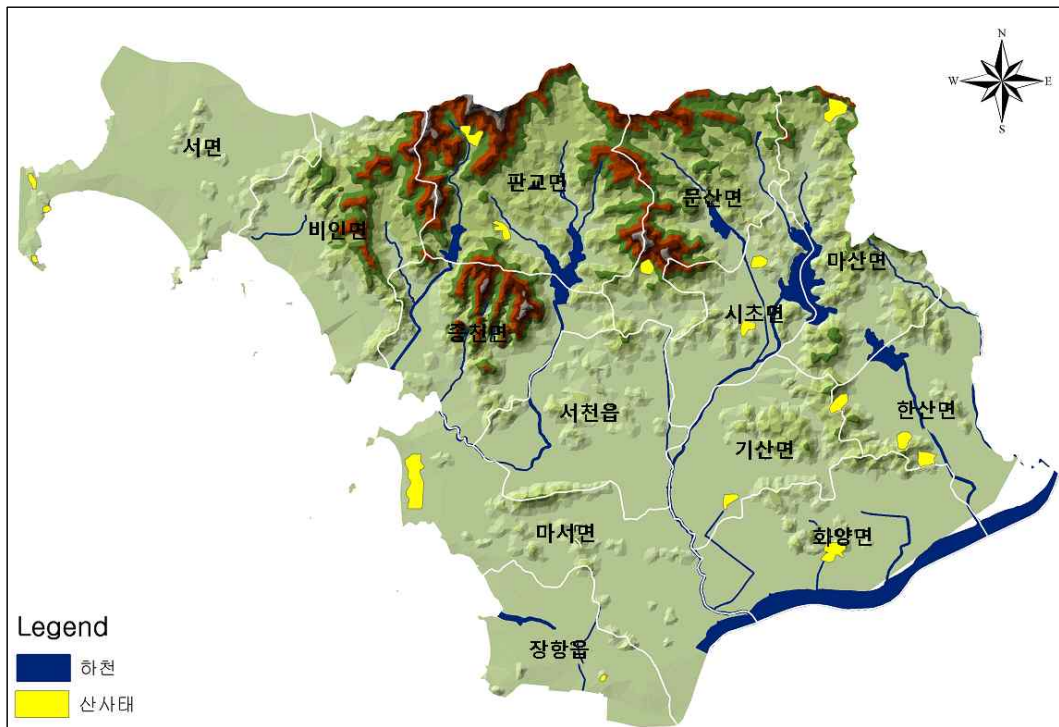 N
W E
S
서면
판교면
문산면
비인면
마산면
시초면
종천면
서천읍
한산면
기산면
마서면
화양면
장항읍
Legend
하천
산사태